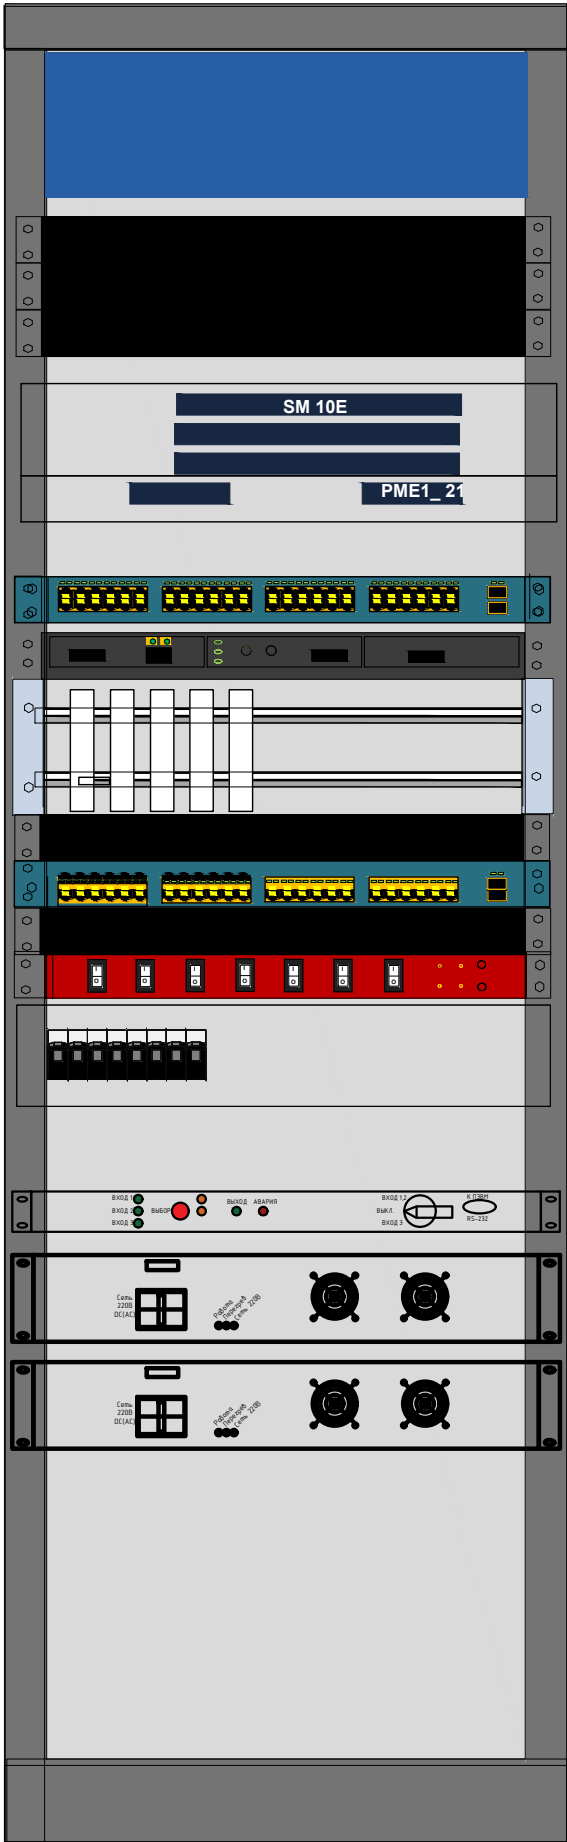 SM 10E
PME1_ 21
ВХОД 1
ВХОД 2
ВХОД 3
ВЫБОР
ВЫХОД
АВАРИЯ
ВХОД 1,2
ВЫКЛ.
ВХОД 3
К ПЭВМ
RS-232
Сеть
220В
DC(AC)
Работа
Перегрев
Сеть 220В
Сеть
220В
DC(AC)
Работа
Перегрев
Сеть 220В